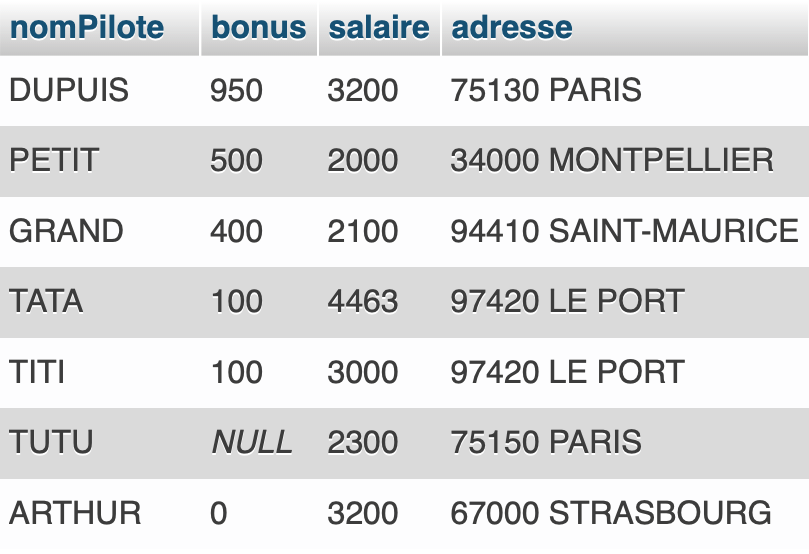 nomPilote bonus salaire adresse
DUPUIS 950 3200 75130 PARIS
PETIT 500 2000 34000 MONTPELLIER
GRAND 400 2100 94410 SAINT-MAURICE
TATA 100 4463 97420 LE PORT
TITI 100 3000 97420 LE PORT
TUTU NULL 2300 75150 PARIS
ARTHUR 0 3200 67000 STRASBOURG